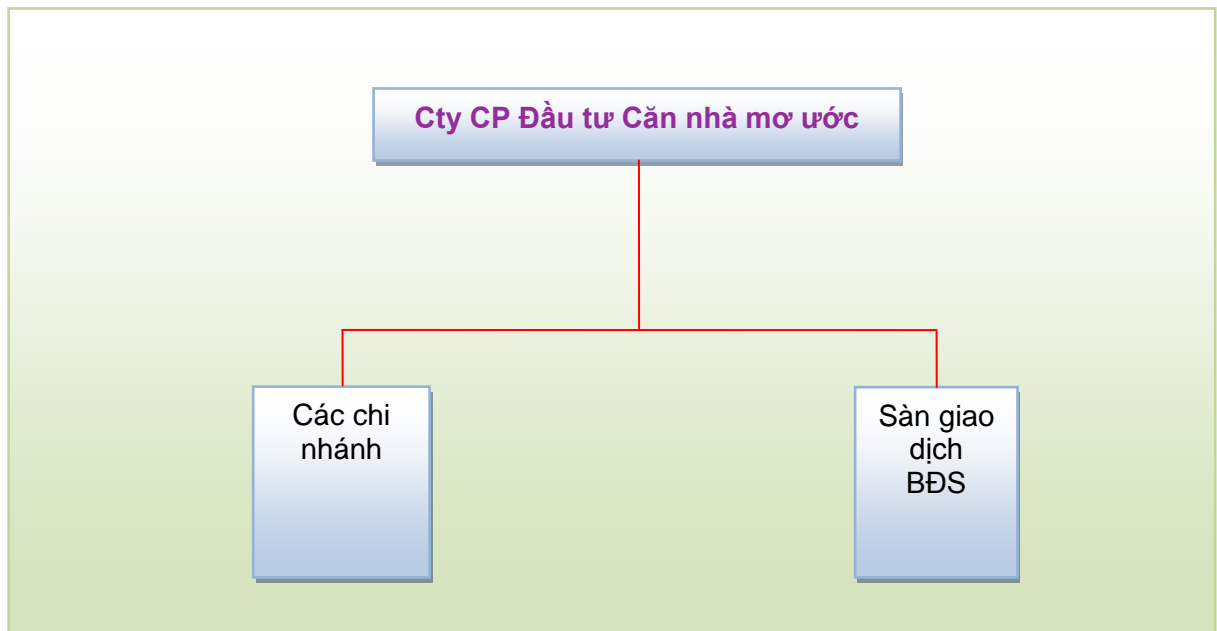 Cty CP Đầu tư Căn nhà mơ ước
Các chi
nhánh
Sàn giao
dịch
BĐS